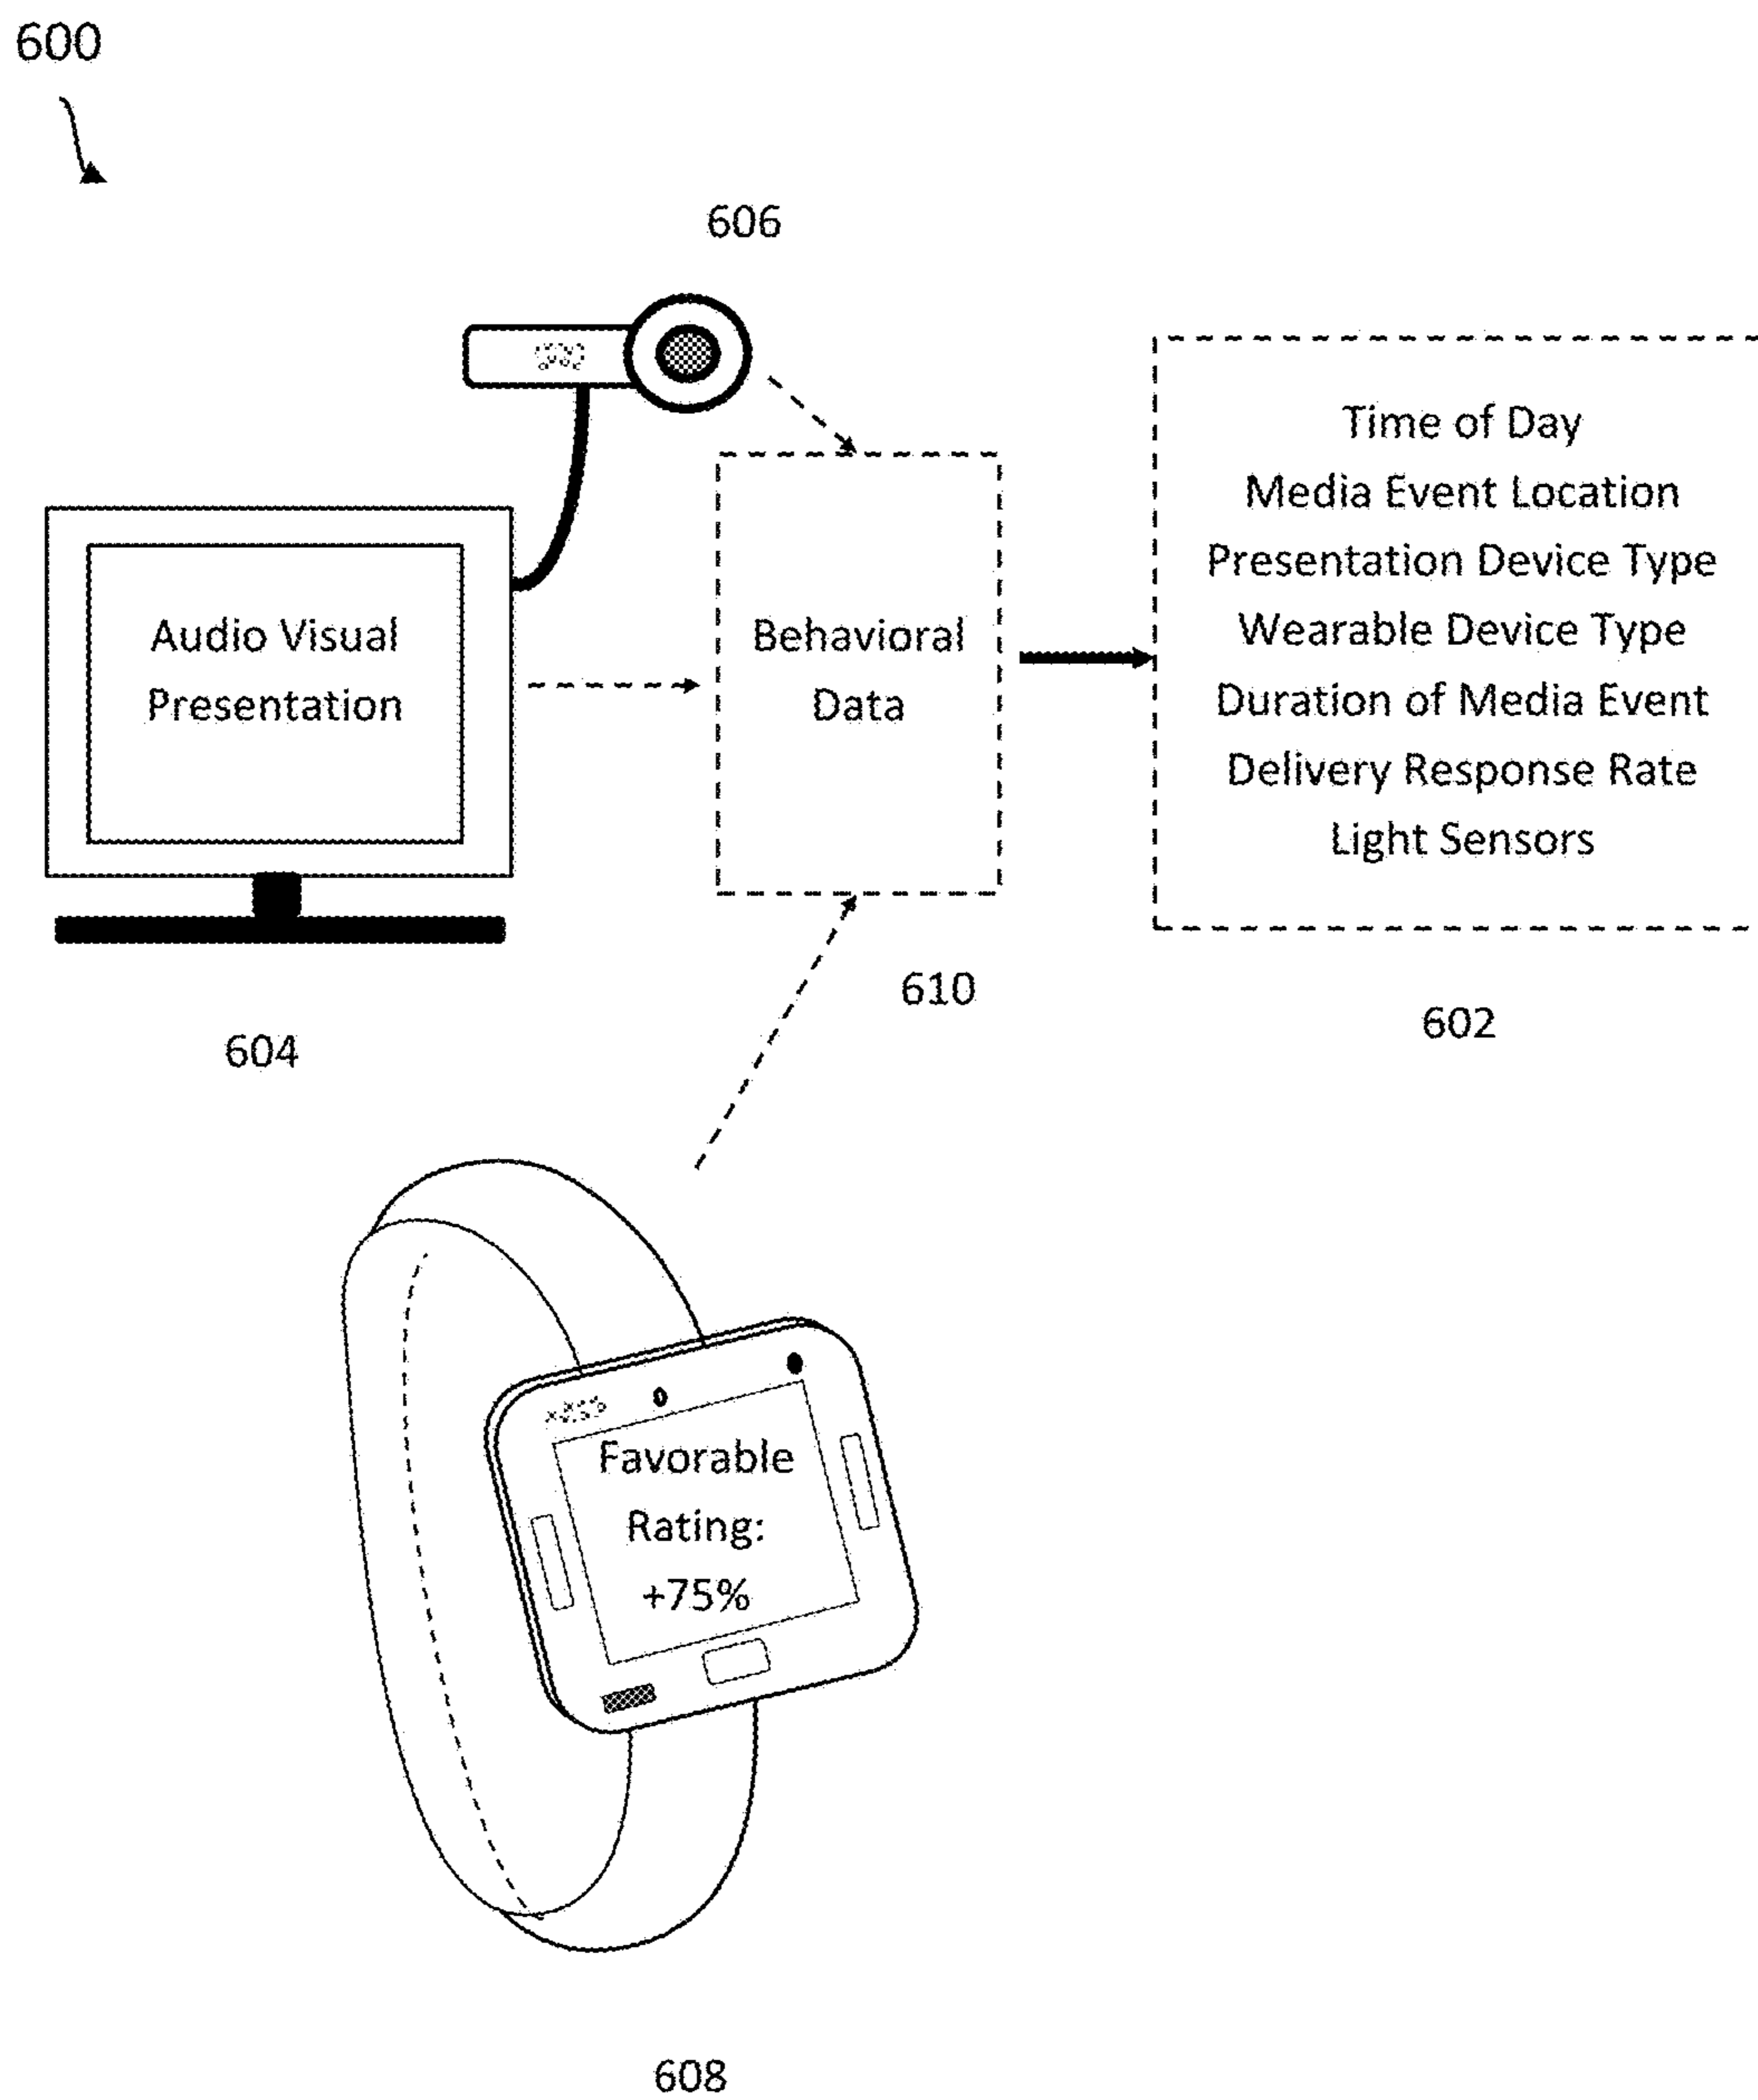 600
606
Audio Visual
Presentation
Behavioral
Data
Time of Day
Media Event Location
Presentation Device Type
Wearable Device Type
Duration of Media Event
Delivery Response Rate
Light Sensors
610
602
604
Favorable
Rating:
+75%
608